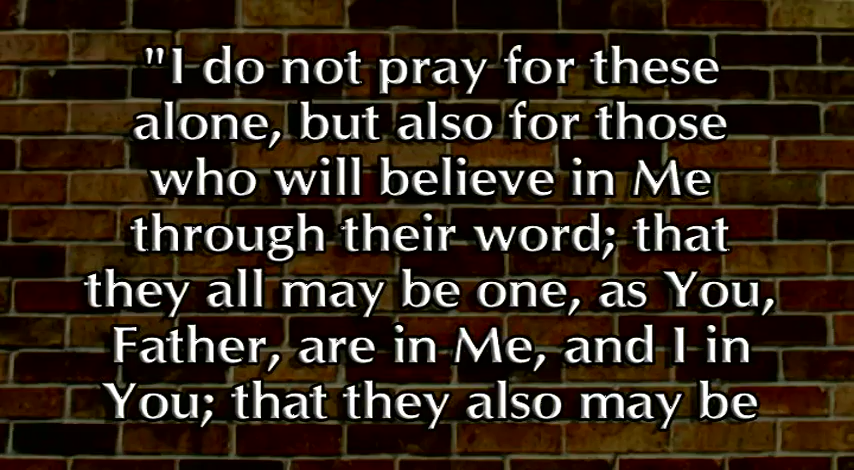 "I do not pray for these
alone, but also for those
who will believe in Me
through their word; that
they all may be one, as You,
Father, are in Me, and I in
You; that they also may be